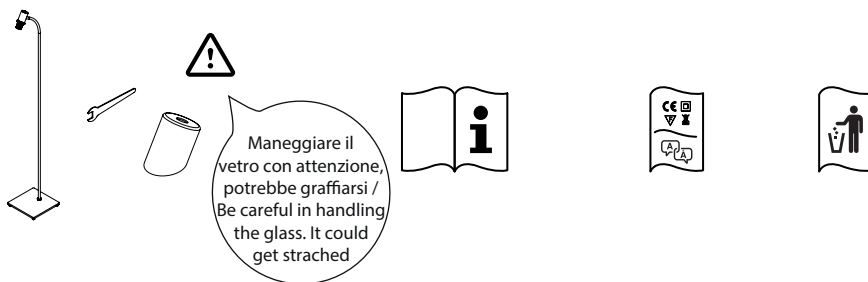 Maneggiare il
vetro con attenzione,
potrebbe graffiarsi /
Be careful in handling
the glass. It could
get strached